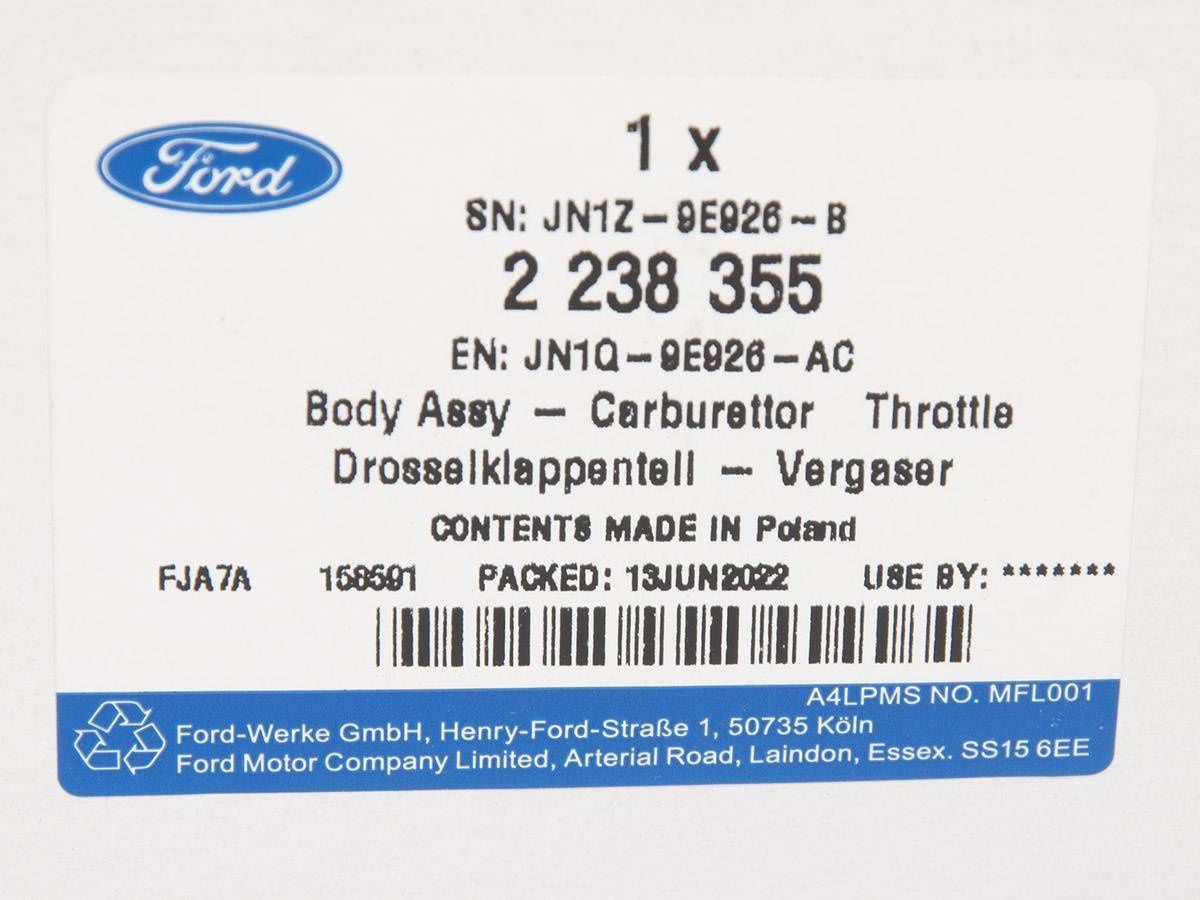 Ford
1 x
SN: JN1Z-9E926-B
2 238 355
EN: JN1Q-9E926-AC
Body Assy - Carburettor Throttle
Drosselklappenteil - Vergaser
CONTENTS MADE IN Poland
FJA7A 158591 PACKED: 13JUN2022 USE BY: *******
A4LPMS NO. MFL001
Ford-Werke GmbH, Henry-Ford-Straße 1, 50735 Köln
Ford Motor Company Limited, Arterial Road, Laindon, Essex. SS15 6EE